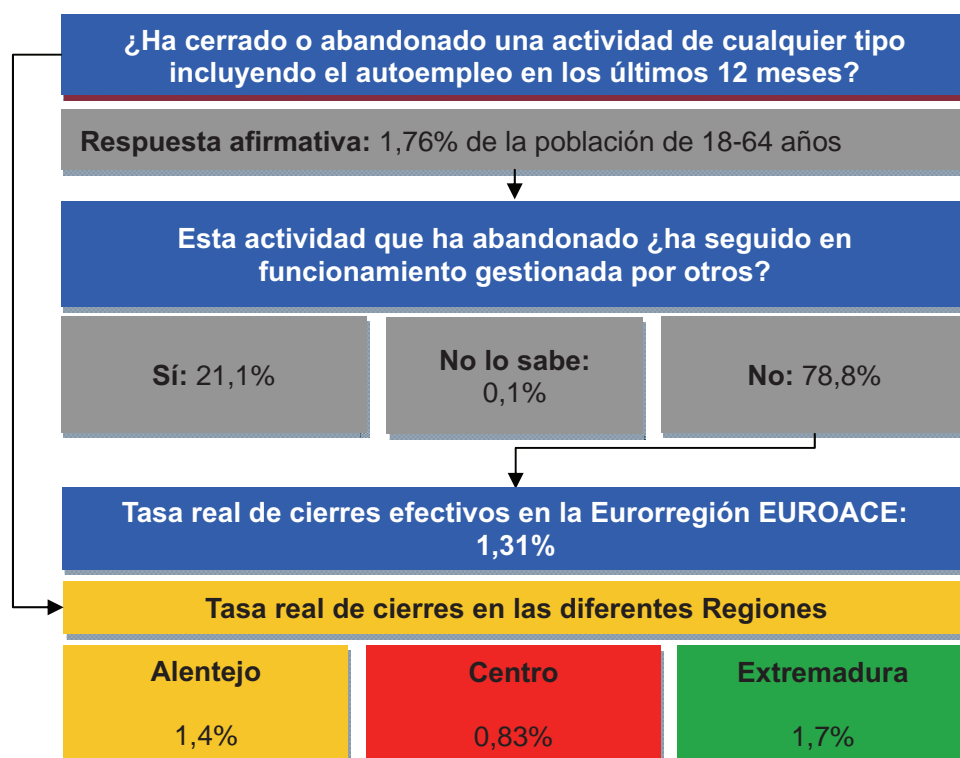 ¿Ha cerrado o abandonado una actividad de cualquier tipo
incluyendo el autoempleo en los últimos 12 meses?
Respuesta afirmativa: 1,76% de la población de 18-64 años
Esta actividad que ha abandonado ¿ha seguido en
funcionamiento gestionada por otros?
Sí: 21,1%
No lo sabe:
0,1%
No: 78,8%
Tasa real de cierres efectivos en la Eurorregión EUROACE:
1,31%
Tasa real de cierres en las diferentes Regiones
Alentejo
1,4%
Centro
0,83%
Extremadura
1,7%